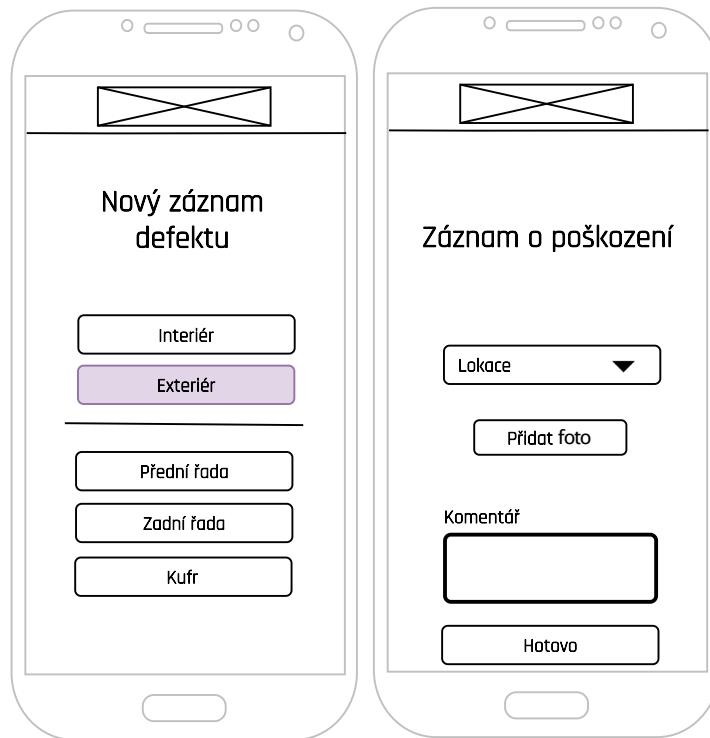 Nový záznam
defektu
Interiér
Exteriér
Přední řada
Zadní řada
Kufr
Záznam o poškození
Lokace
Přidat foto
Komentář
Hotovo